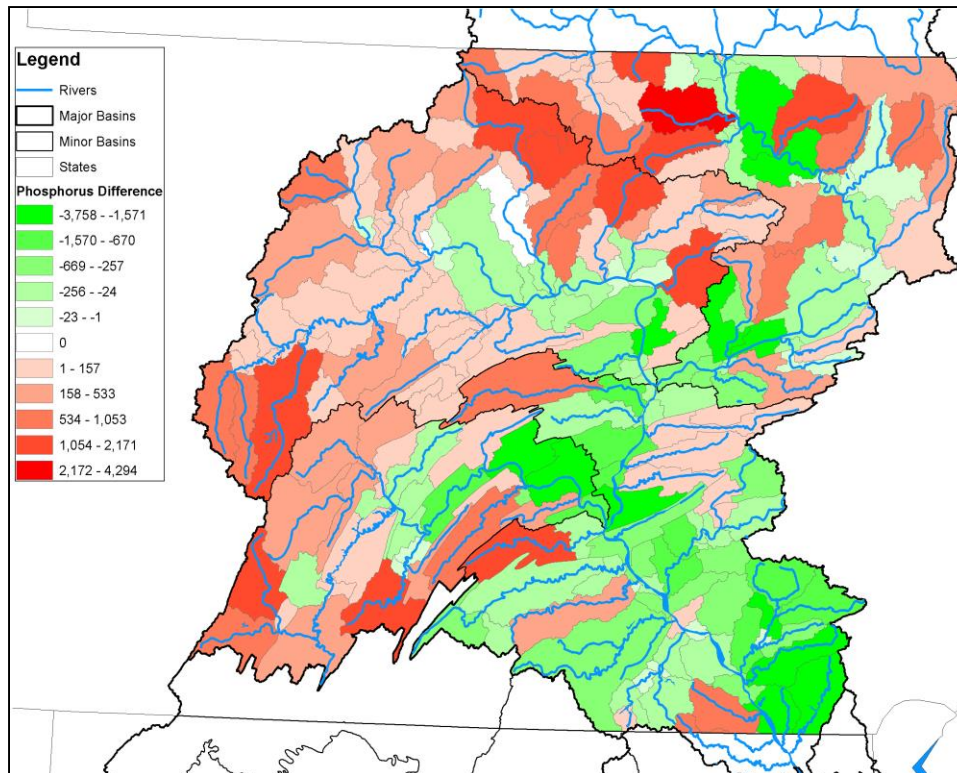 Legend
Rivers
Major Basins
Minor Basins
States
Phosphorus Difference
-3,758 - -1,571
-1,570 - -670
-669 - -257
-256 - -24
-23 - -1
0
1 - 157
158 - 533
534 - 1,053
1,054 - 2,171
2,172 - 4,294